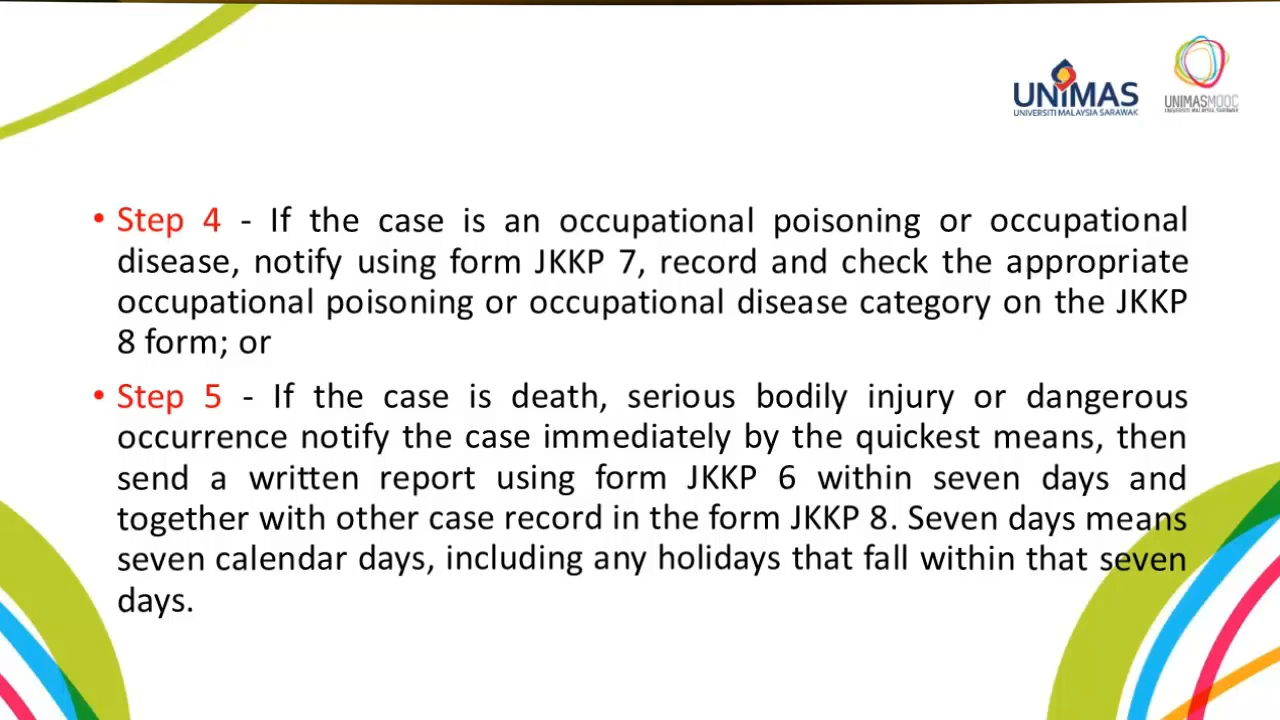 UNIMAS
UNIVERSITI MALAYSIA SARAWAK
UNIMASMOOC
UNIVERSITI MALAYSIA SARAWAK
• Step 4 - If the case is an occupational poisoning or occupational
disease, notify using form JKKP 7, record and check the appropriate
occupational poisoning or occupational disease category on the JKKP
8 form; or
• Step 5 - If the case is death, serious bodily injury or dangerous
occurrence notify the case immediately by the quickest means, then
send a written report using form JKKP 6 within seven days and
together with other case record in the form JKKP 8. Seven days means
seven calendar days, including any holidays that fall within that seven
days.